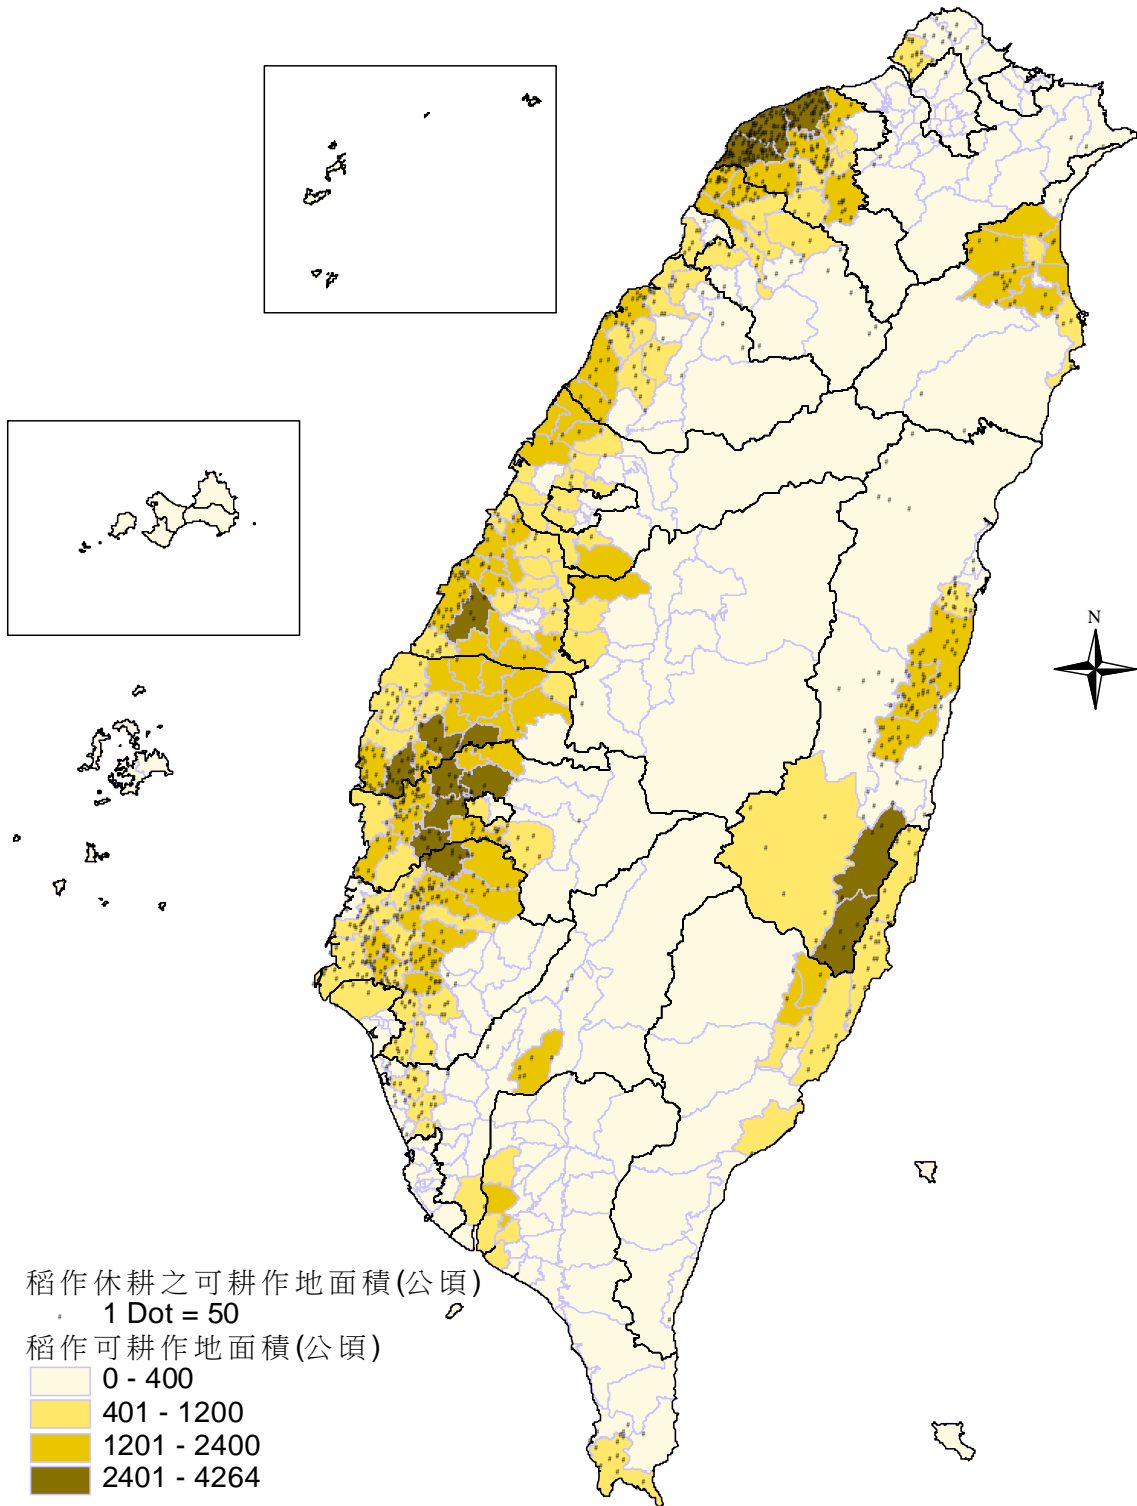 N
稻作休耕之可耕作地面積(公頃)
1 Dot = 50
稻作可耕作地面積(公頃)
0 - 400
401 - 1200
1201 - 2400
2401 - 4264